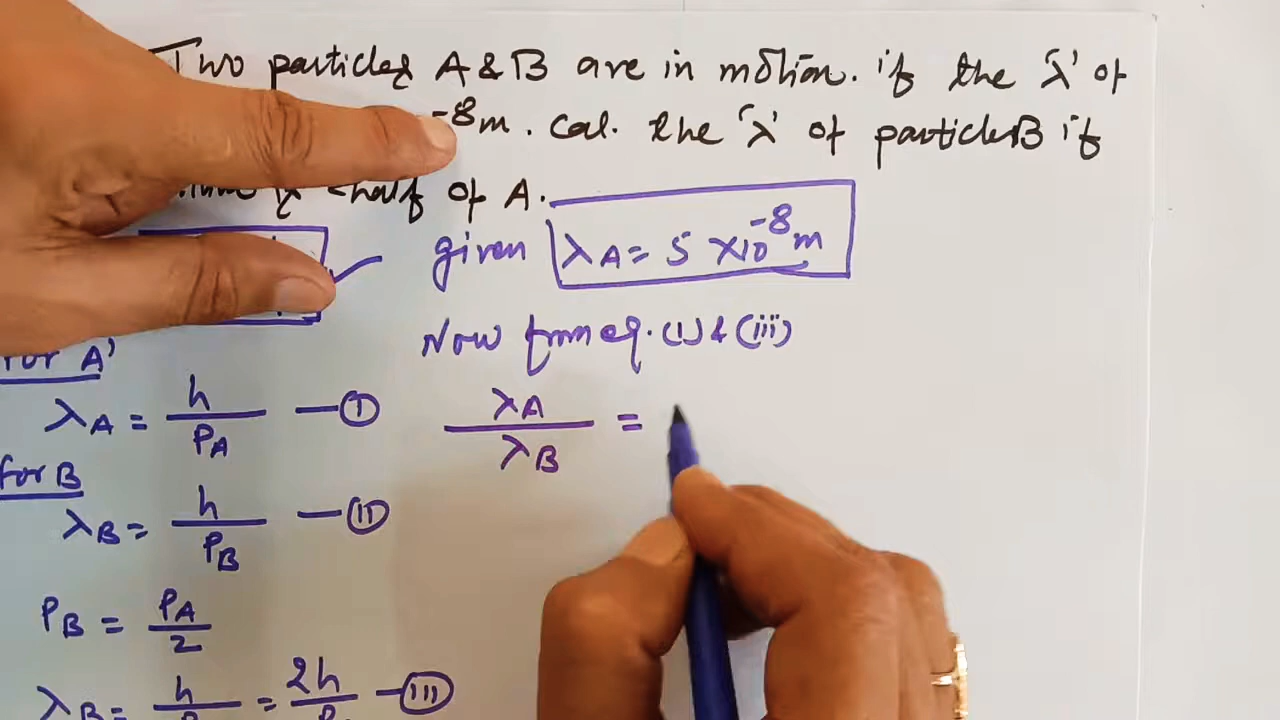 Two particles A & B are in motion. if the 'λ' of
-8 m. Cal. the 'λ' of particle B if
half of A.
given λA = 5 ×10^-8 m
Now from eq. (i) & (iii)
for A'
λA = h/PA — (I)
λA/λB =
for B
λB = h/PB — (II)
PB = PA/2
λB = h = 2h — (III)